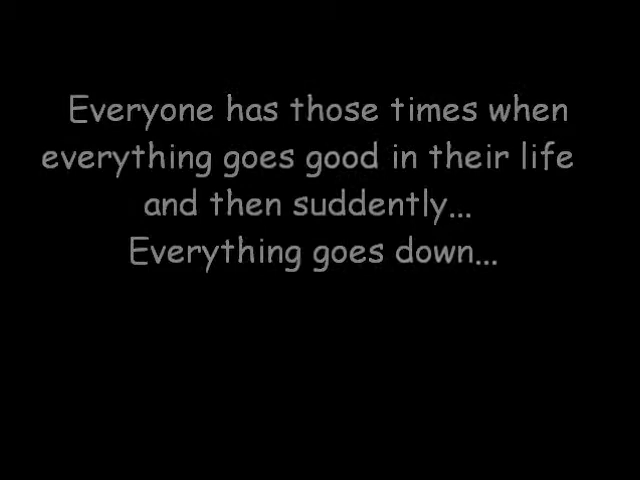 Everyone has those times when
everything goes good in their life
and then suddently...
Everything goes down...